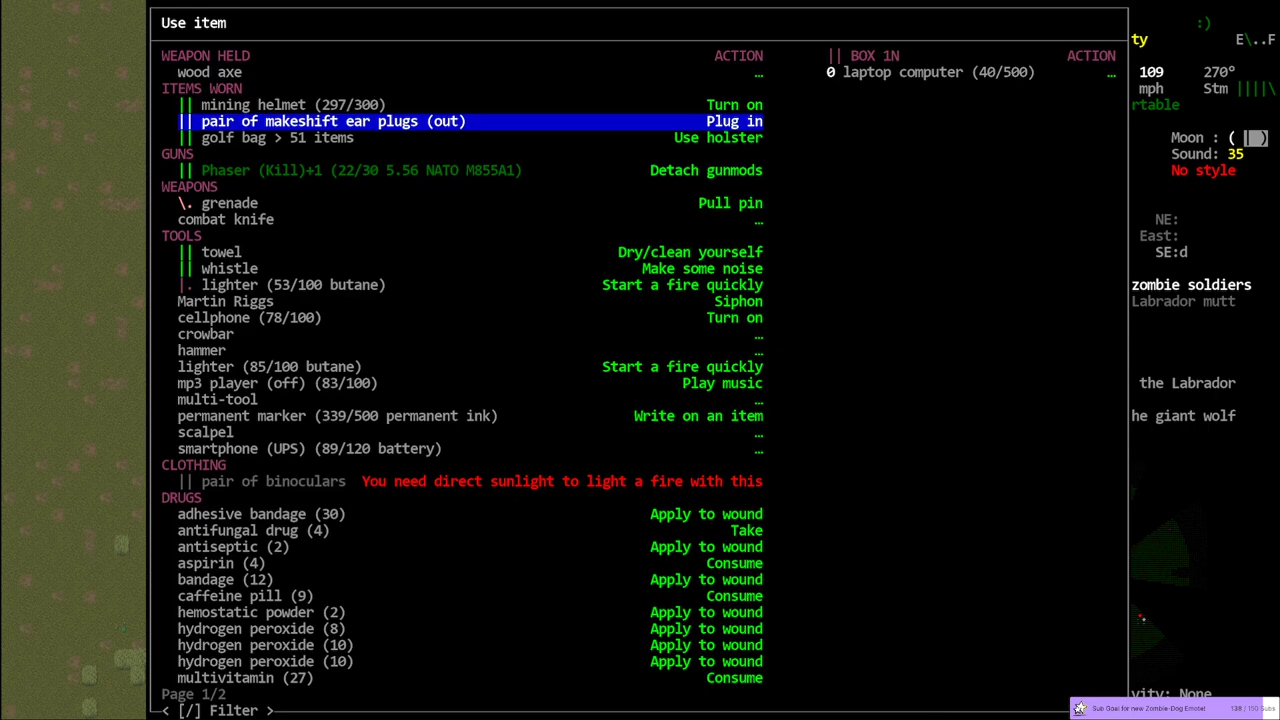 Use item
WEAPON HELD ACTION
wood axe …
ITEMS WORN
|| mining helmet (297/300) Turn on
|| pair of makeshift ear plugs (out) Plug in
|| golf bag > 51 items Use holster
GUNS
|| Phaser (Kill)+1 (22/30 5.56 NATO M855A1) Detach gunmods
WEAPONS
\. grenade Pull pin
combat knife …
TOOLS
|| towel Dry/clean yourself
|| whistle Make some noise
|. lighter (53/100 butane) Start a fire quickly
Martin Riggs Siphon
cellphone (78/100) Turn on
crowbar …
hammer …
lighter (85/100 butane) Start a fire quickly
mp3 player (off) (83/100) Play music
multi-tool …
permanent marker (339/500 permanent ink) Write on an item
scalpel …
smartphone (UPS) (89/120 battery) …
CLOTHING
|| pair of binoculars You need direct sunlight to light a fire with this
DRUGS
adhesive bandage (30) Apply to wound
antifungal drug (4) Take
antiseptic (2) Apply to wound
aspirin (4) Consume
bandage (12) Apply to wound
caffeine pill (9) Consume
hemostatic powder (2) Apply to wound
hydrogen peroxide (8) Apply to wound
hydrogen peroxide (10) Apply to wound
hydrogen peroxide (10) Apply to wound
multivitamin (27) Consume
Page 1/2
< [/] Filter >
|| BOX 1N ACTION
0 laptop computer (40/500) …
:)
ty E\..F
109 270°
mph Stm ||||\
rtable
Moon : ( | )
Sound: 35
No style
NE:
East:
SE:d
zombie soldiers
Labrador mutt
the Labrador
he giant wolf
vity: None
Sub Goal for new Zombie-Dog Emote! 138 / 150 Subs